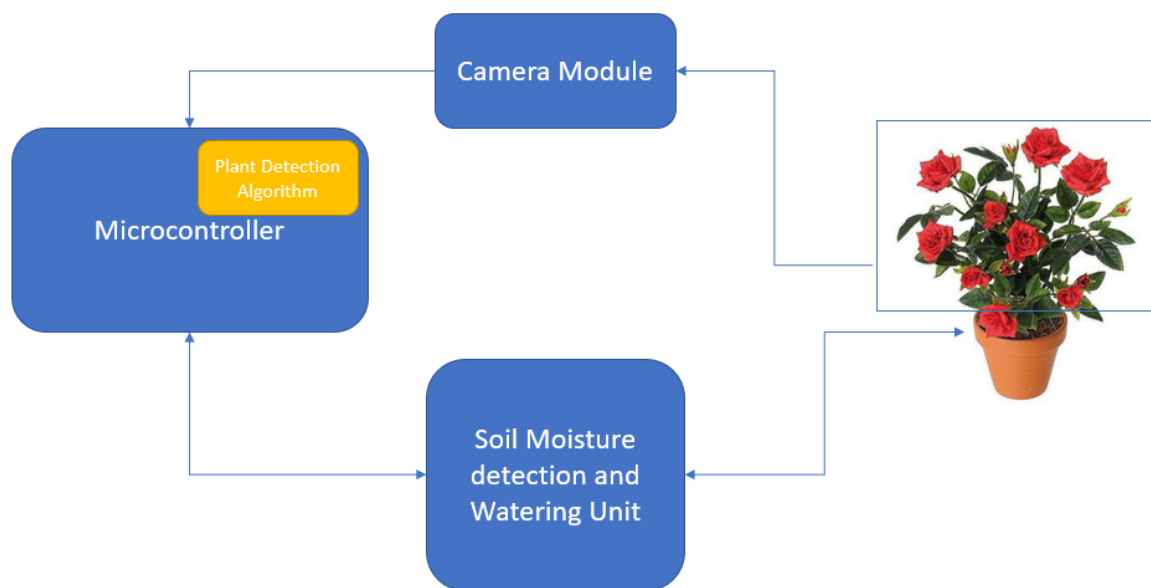 Camera Module
Plant Detection
Algorithm
Microcontroller
Soil Moisture
detection and
Watering Unit